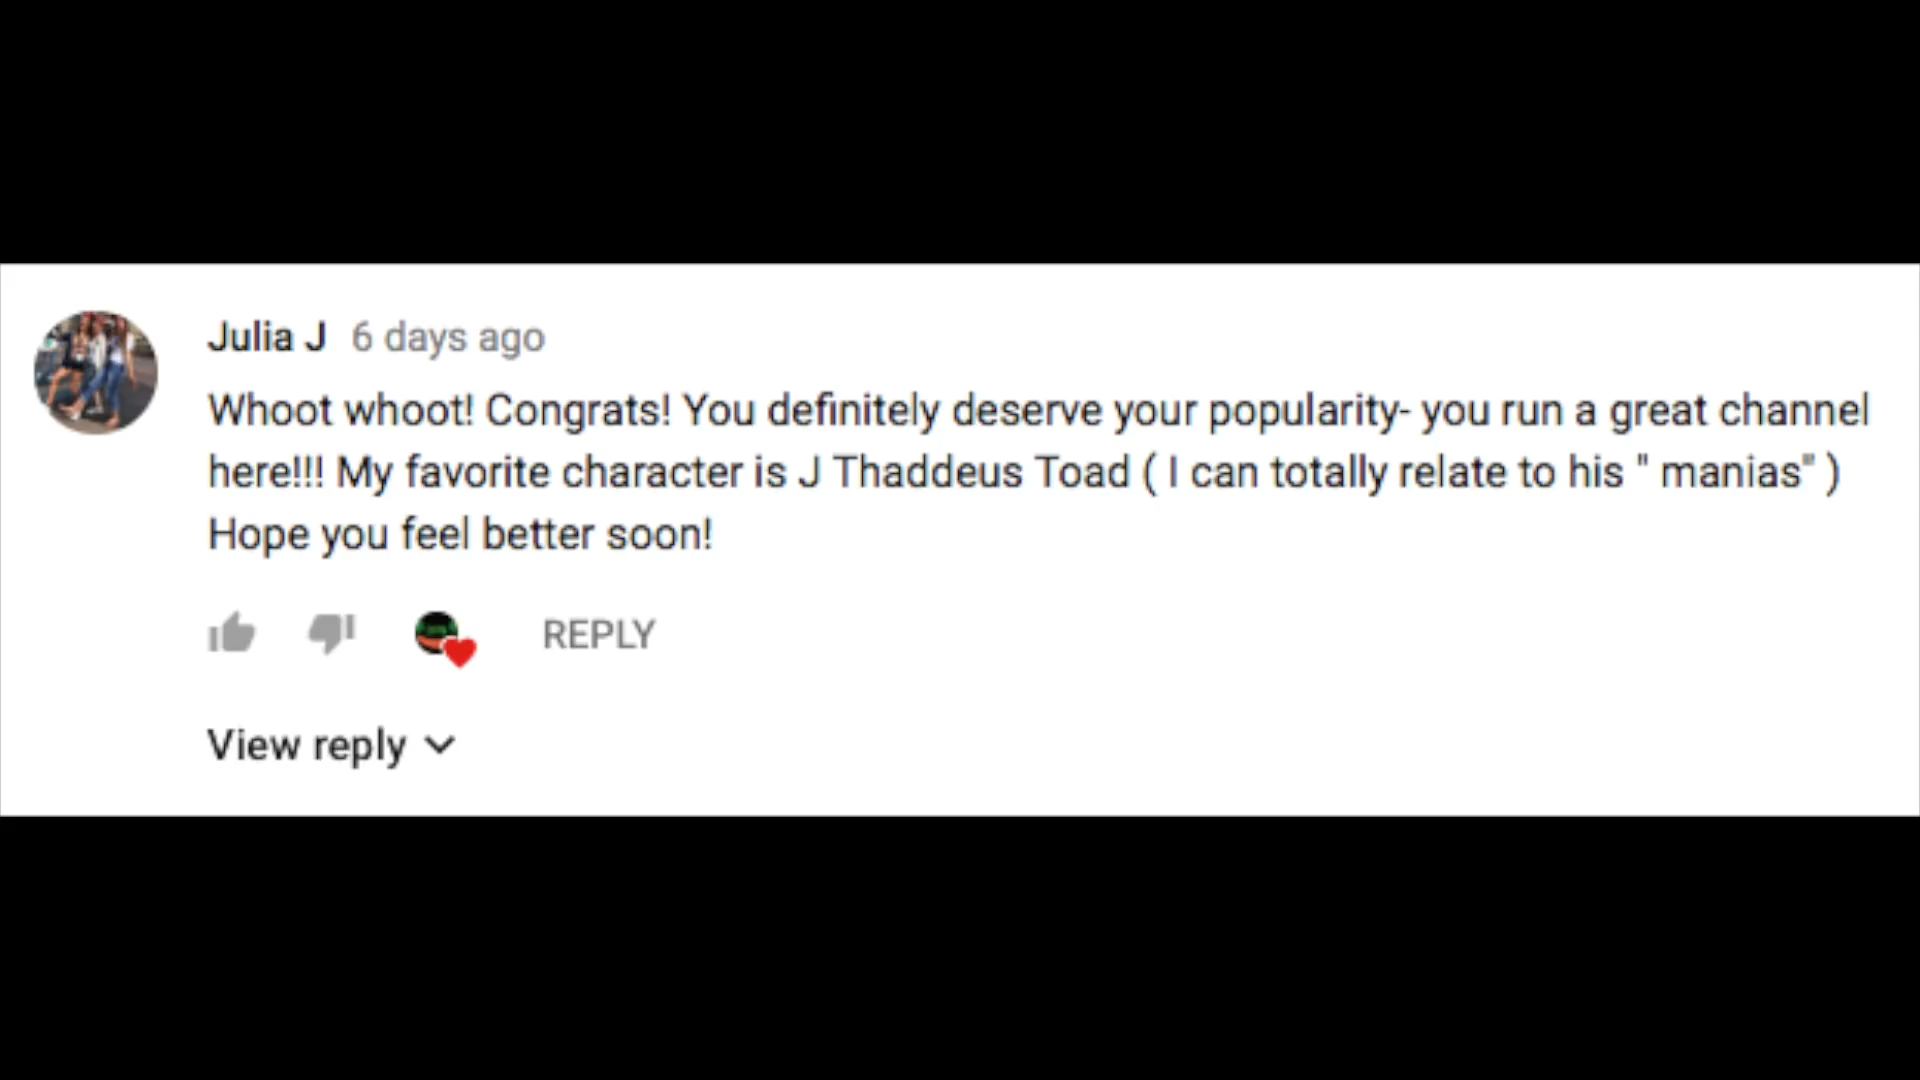 Julia J 6 days ago
Whoot whoot! Congrats! You definitely deserve your popularity- you run a great channel
here!!! My favorite character is J Thaddeus Toad ( I can totally relate to his " manias" )
Hope you feel better soon!
REPLY
View reply